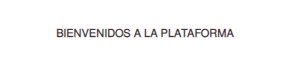 BIENVENIDOS A LA PLATAFORMA